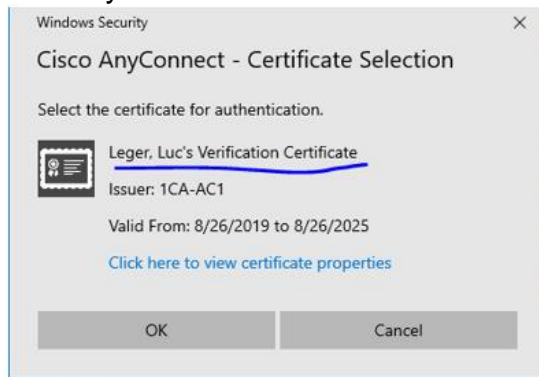 Windows Security
Cisco AnyConnect - Certificate Selection
Select the certificate for authentication.
Leger, Luc's Verification Certificate
Issuer: 1CA-AC1
Valid From: 8/26/2019 to 8/26/2025
Click here to view certificate properties
OK
Cancel